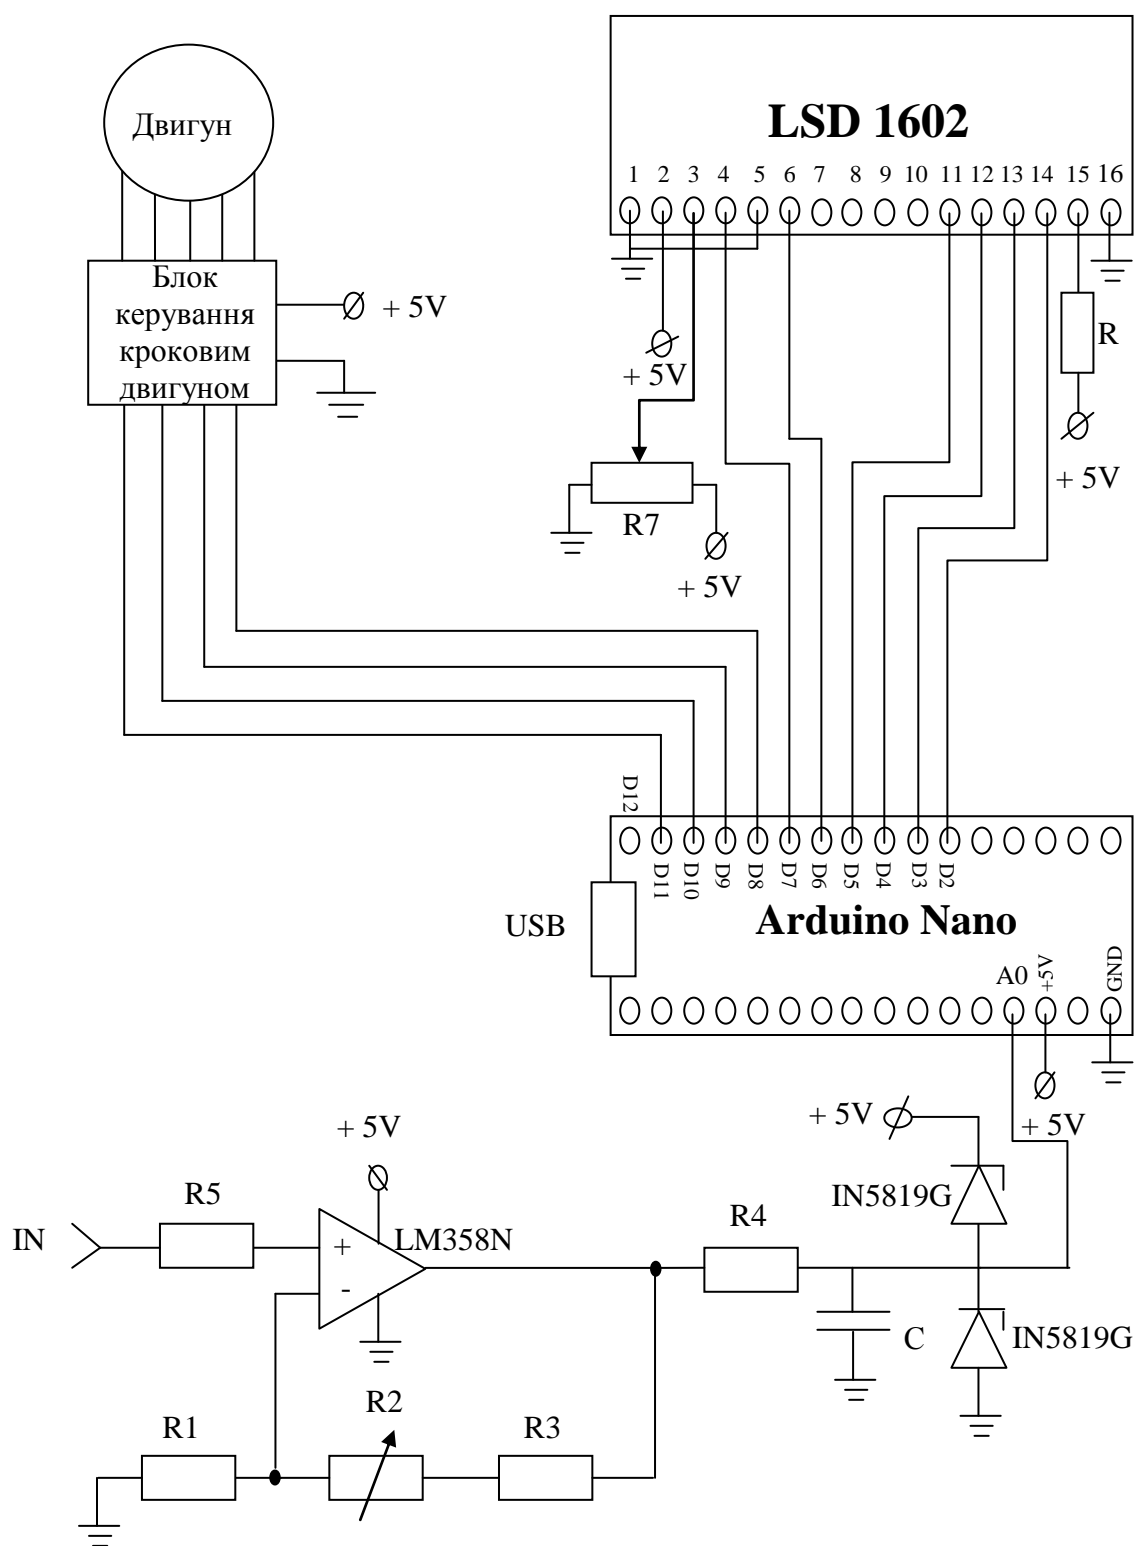 Двигун
LSD 1602
1 2 3 4 5 6 7 8 9 10 11 12 13 14 15 16
Блок
керування
кроковим
двигуном
+ 5V
+ 5V
R
+ 5V
R7
+ 5V
D12
D11 D10 D9 D8 D7 D6 D5 D4 D3 D2
USB
Arduino Nano
A0 +5V GND
+ 5V
+ 5V
+ 5V
IN
R5
+
-
LM358N
R4
IN5819G
C
IN5819G
R1
R2
R3